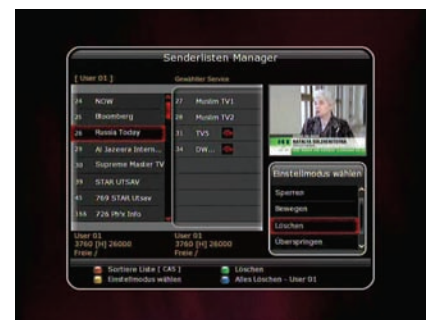 Senderlisten Manager
[ User 01 ]
Gewählter Service
24 NOW
25 Bloomberg
26 Russia Today
29 Al Jazeera Intern...
30 Supreme Master TV
39 STAR UTSAV
45 769 STAR Utsav
166 726 Ptv Info
27 Muslim TV1
28 Muslim TV2
31 TV5
34 DW...
NATALYA SOLZHENITSYNA
Einstellmodus wählen
Sperren
Bewegen
Löschen
Überspringen
User 01
3760 [H] 26000
Freie /
User 01
3760 [H] 26000
Freie /
Sortiere Liste [ CAS ]
Löschen
Einstellmodus wählen
Alles Löschen - User 01